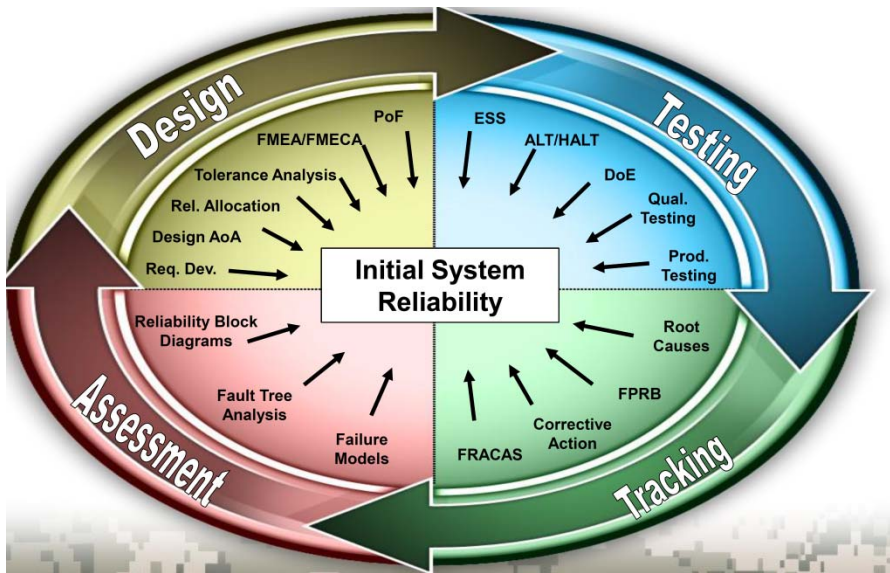 Design
Testing
Tracking
Assessment
PoF
FMEA/FMECA
Tolerance Analysis
Rel. Allocation
Design AoA
Req. Dev.
ESS
ALT/HALT
DoE
Qual.
Testing
Prod.
Testing
Initial System
Reliability
Reliability Block
Diagrams
Fault Tree
Analysis
Failure
Models
Root
Causes
FPRB
Corrective
Action
FRACAS